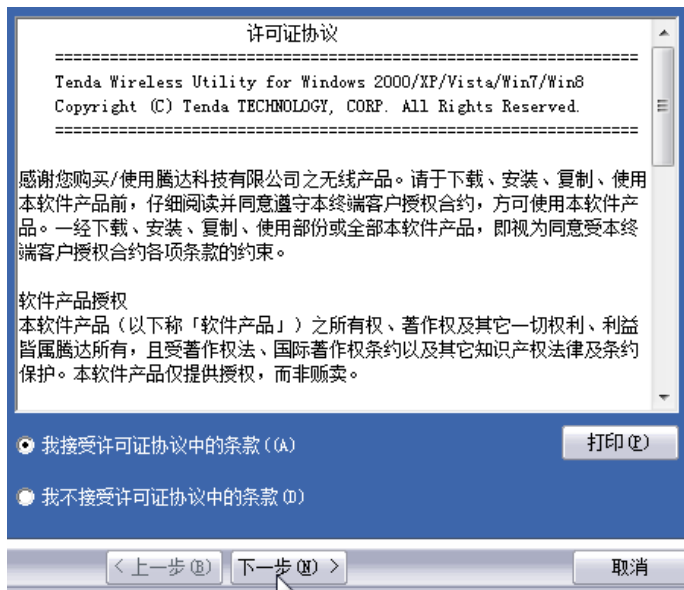 许可证协议
================================================================
Tenda Wireless Utility for Windows 2000/XP/Vista/Win7/Win8
Copyright (C) Tenda TECHNOLOGY, CORP. All Rights Reserved.
================================================================
感谢您购买/使用腾达科技有限公司之无线产品。请于下载、安装、复制、使用
本软件产品前，仔细阅读并同意遵守本终端客户授权合约，方可使用本软件产
品。一经下载、安装、复制、使用部份或全部本软件产品，即视为同意受本终
端客户授权合约各项条款的约束。
软件产品授权
本软件产品（以下称「软件产品」）之所有权、著作权及其它一切权利、利益
皆属腾达所有，且受著作权法、国际著作权条约以及其它知识产权法律及条约
保护。本软件产品仅提供授权，而非贩卖。
我接受许可证协议中的条款((A)
打印(P)
我不接受许可证协议中的条款(D)
<上一步(B)
下一步(N) >
取消